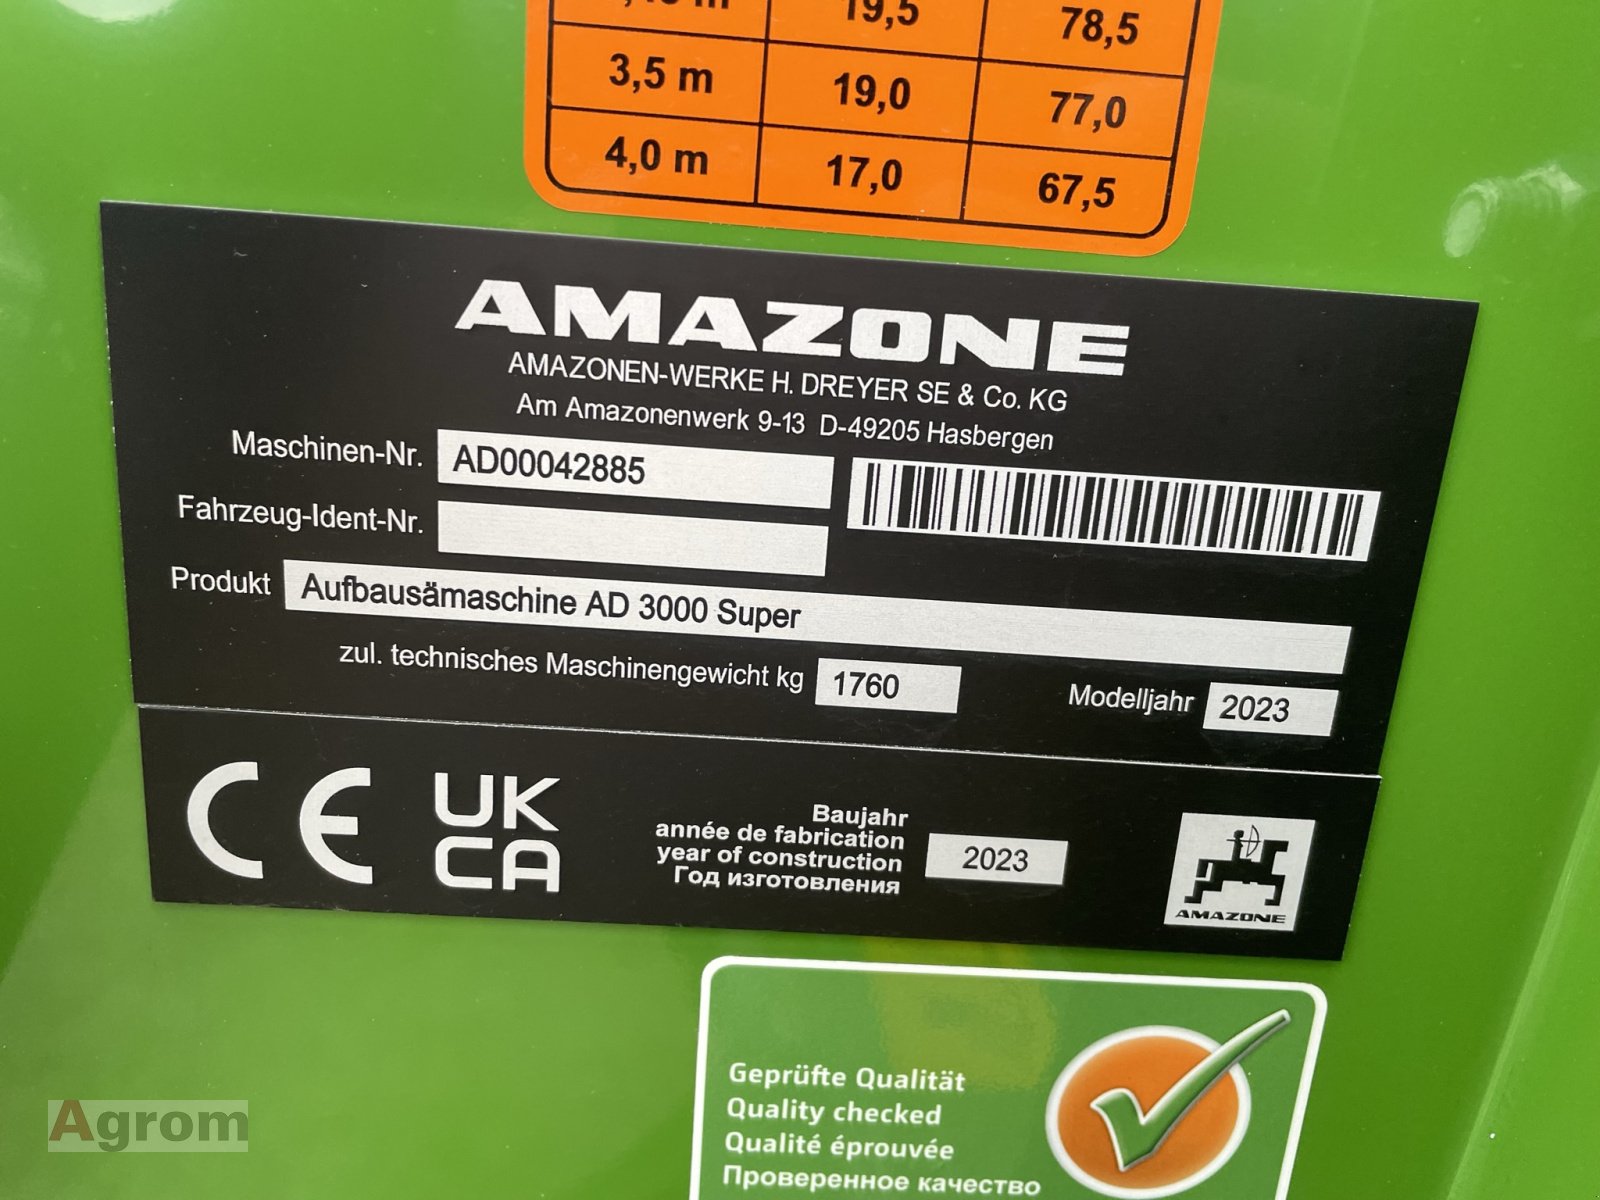 19,5 78,5
3,5 m 19,0 77,0
4,0 m 17,0 67,5
AMAZONE
AMAZONEN-WERKE H. DREYER SE & Co. KG
Am Amazonenwerk 9-13 D-49205 Hasbergen
Maschinen-Nr. AD00042885
Fahrzeug-Ident-Nr.
Produkt Aufbausämaschine AD 3000 Super
zul. technisches Maschinengewicht kg 1760 Modelljahr 2023
CE UK
CA
Baujahr
année de fabrication
year of construction 2023
Год изготовления
AMAZONE
Geprüfte Qualität
Quality checked
Qualité éprouvée
Проверенное качество
Agrom